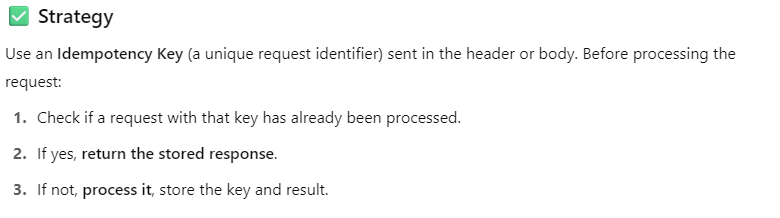 ✅ Strategy
Use an Idempotency Key (a unique request identifier) sent in the header or body. Before processing the
request:
1. Check if a request with that key has already been processed.
2. If yes, return the stored response.
3. If not, process it, store the key and result.